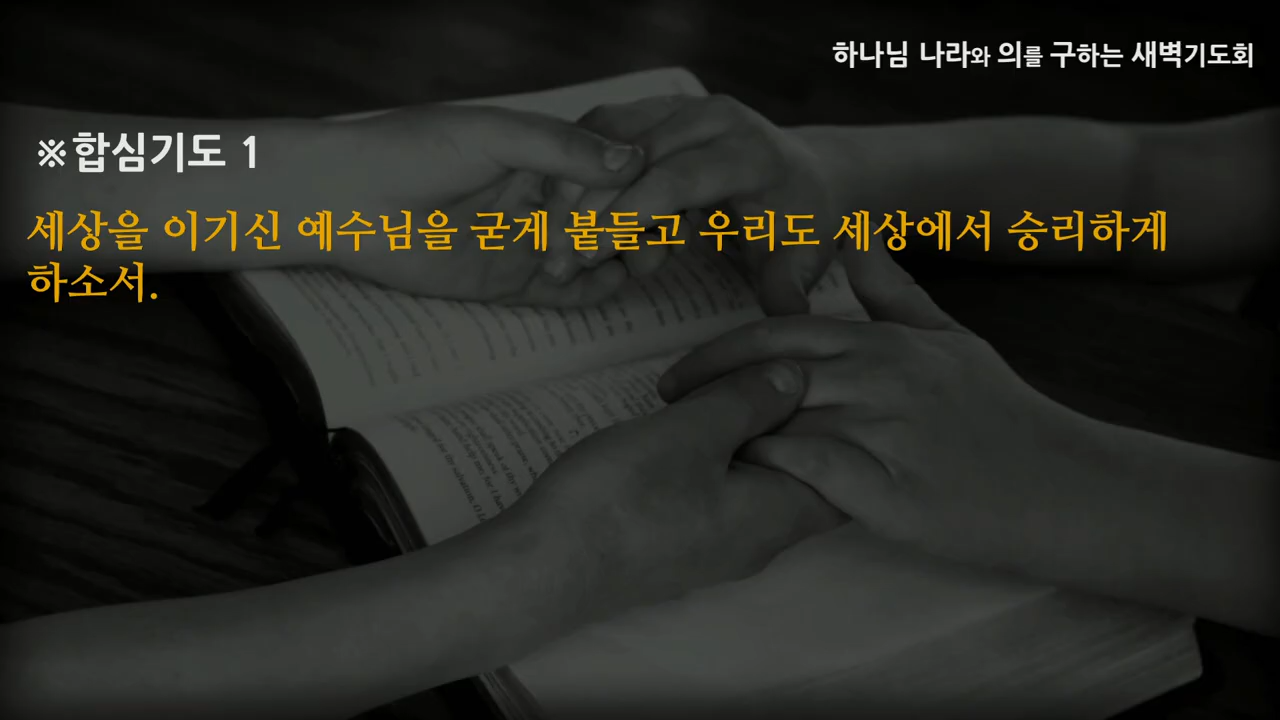 하나님 나라와 의를 구하는 새벽기도회
※합심기도 1
세상을 이기신 예수님을 굳게 붙들고 우리도 세상에서 승리하게
하소서.